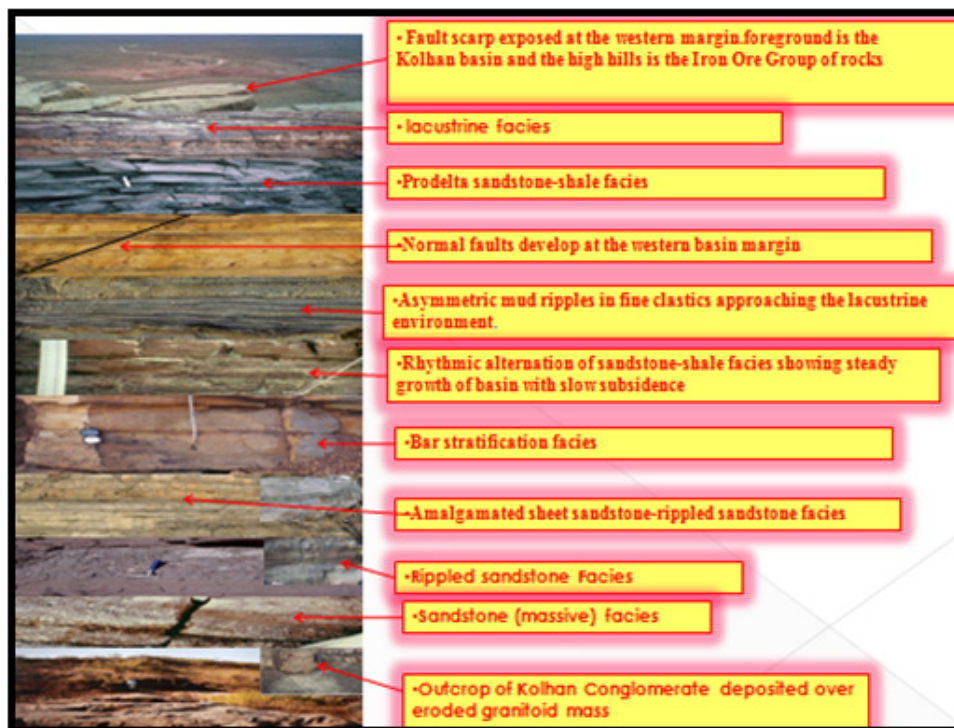 •Fault scarp exposed at the western margin.foreground is the
Kolhan basin and the high hills is the Iron Ore Group of rocks
•lacustrine facies
•Prodelta sandstone-shale facies
•Normal faults develop at the western basin margin
•Asymmetric mud ripples in fine clastics approaching the lacustrine
environment.
•Rhythmic alternation of sandstone-shale facies showing steady
growth of basin with slow subsidence
•Bar stratification facies
•Amalgamated sheet sandstone-rippled sandstone facies
•Rippled sandstone Facies
•Sandstone (massive) facies
•Outcrop of Kolhan Conglomerate deposited over
eroded granitoid mass